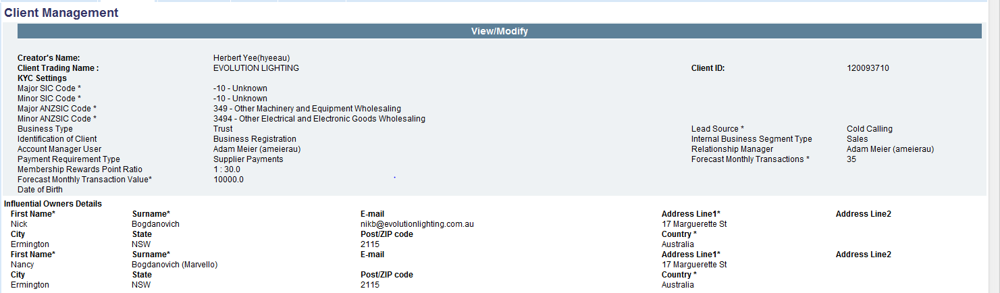 Client Management
View/Modify
Creator's Name: Herbert Yee(hyeeau)
Client Trading Name : EVOLUTION LIGHTING Client ID: 120093710
KYC Settings
Major SIC Code * -10 - Unknown
Minor SIC Code * -10 - Unknown
Major ANZSIC Code * 349 - Other Machinery and Equipment Wholesaling
Minor ANZSIC Code * 3494 - Other Electrical and Electronic Goods Wholesaling
Business Type Trust Lead Source * Cold Calling
Identification of Client Business Registration Internal Business Segment Type Sales
Account Manager User Adam Meier (ameierau) Relationship Manager Adam Meier (ameierau)
Payment Requirement Type Supplier Payments Forecast Monthly Transactions * 35
Membership Rewards Point Ratio 1 : 30.0
Forecast Monthly Transaction Value* 10000.0
Date of Birth
Influential Owners Details
First Name* Surname* E-mail Address Line1* Address Line2
Nick Bogdanovich nikb@evolutionlighting.com.au 17 Marguerette St
City State Post/ZIP code Country *
Ermington NSW 2115 Australia
First Name* Surname* E-mail Address Line1* Address Line2
Nancy Bogdanovich (Marvello) 17 Marguerette St
City State Post/ZIP code Country *
Ermington NSW 2115 Australia